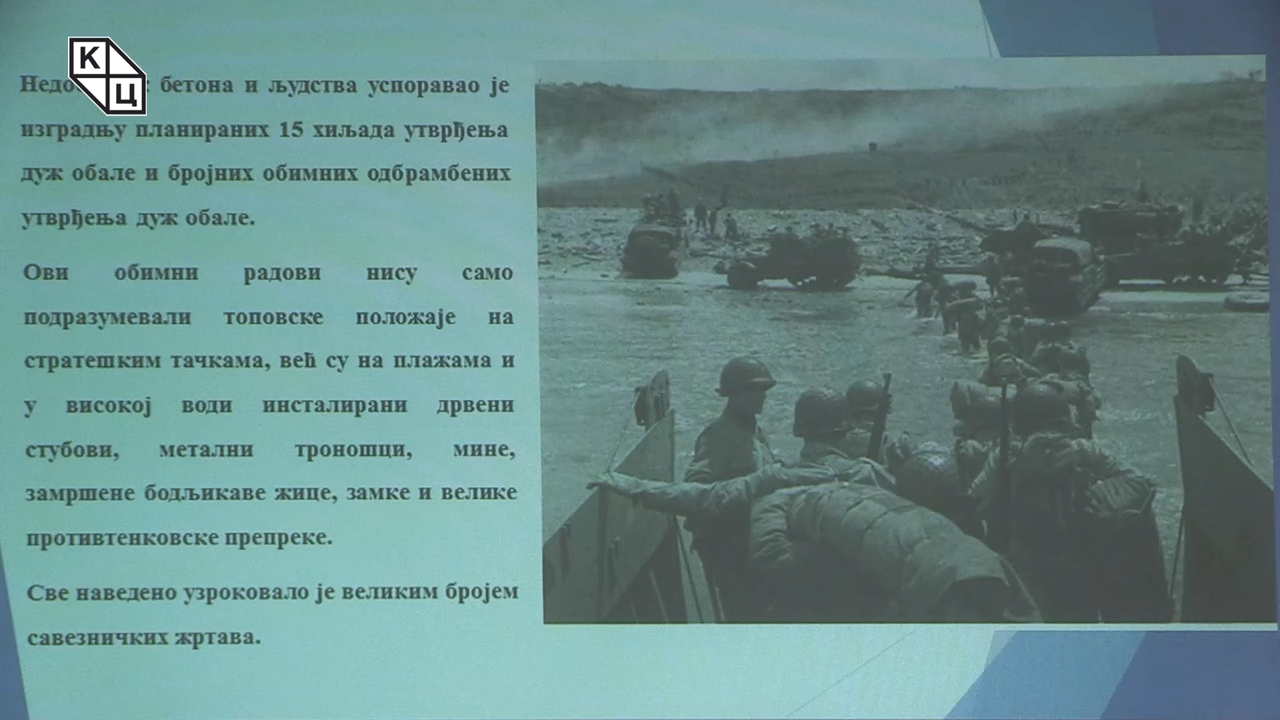 К
Ц
бетона и људства успоравао је
изградњу планираних 15 хиљада утврђења
дуж обале и бројних обимних одбрамбених
утврђења дуж обале.
Ови обимни радови нису само
подразумевали топовске положаје на
стратешким тачкама, већ су на плажама и
у високој води инсталирани дрвени
стубови, метални троношци, мине,
замршене бодљикаве жице, замке и велике
противтенковске препреке.
Све наведено узроковало је великим бројем
савезничких жртава.